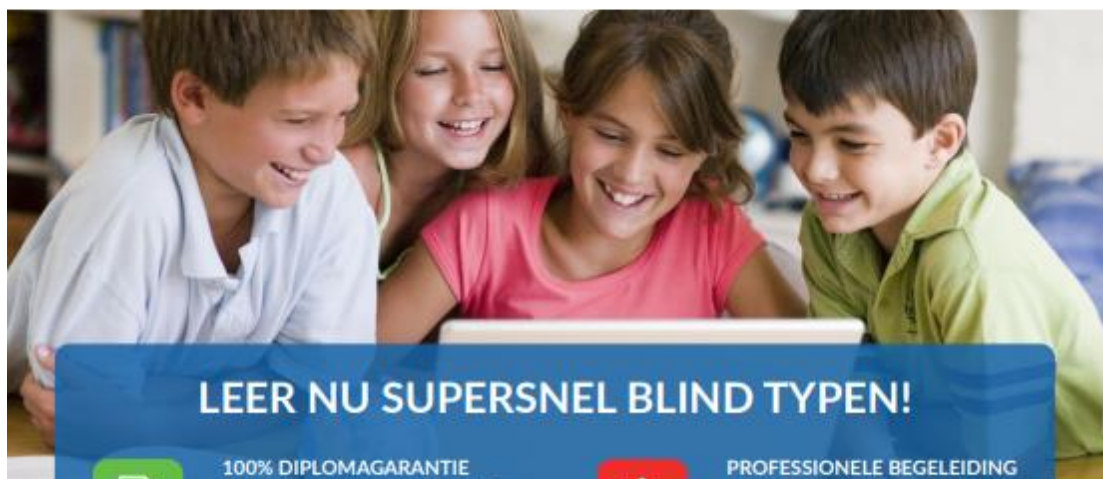 LEER NU SUPERSNEL BLIND TYPEN!
100% DIPLOMAGARANTIE
PROFESSIONELE BEGELEIDING